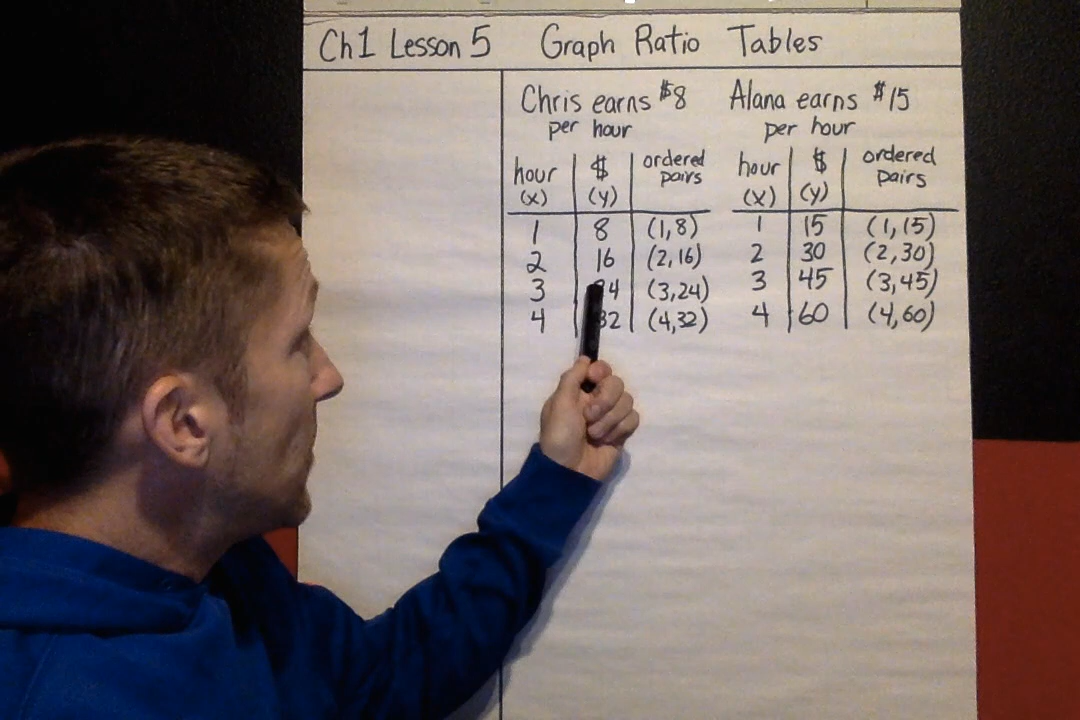 Ch1 Lesson 5 Graph Ratio Tables
Chris earns $8
per hour
hour $ ordered
pairs
(x) (y)
1 8 (1,8)
2 16 (2,16)
3 24 (3,24)
4 32 (4,32)
Alana earns $15
per hour
hour $ ordered
pairs
(x) (y)
1 15 (1,15)
2 30 (2,30)
3 45 (3,45)
4 60 (4,60)